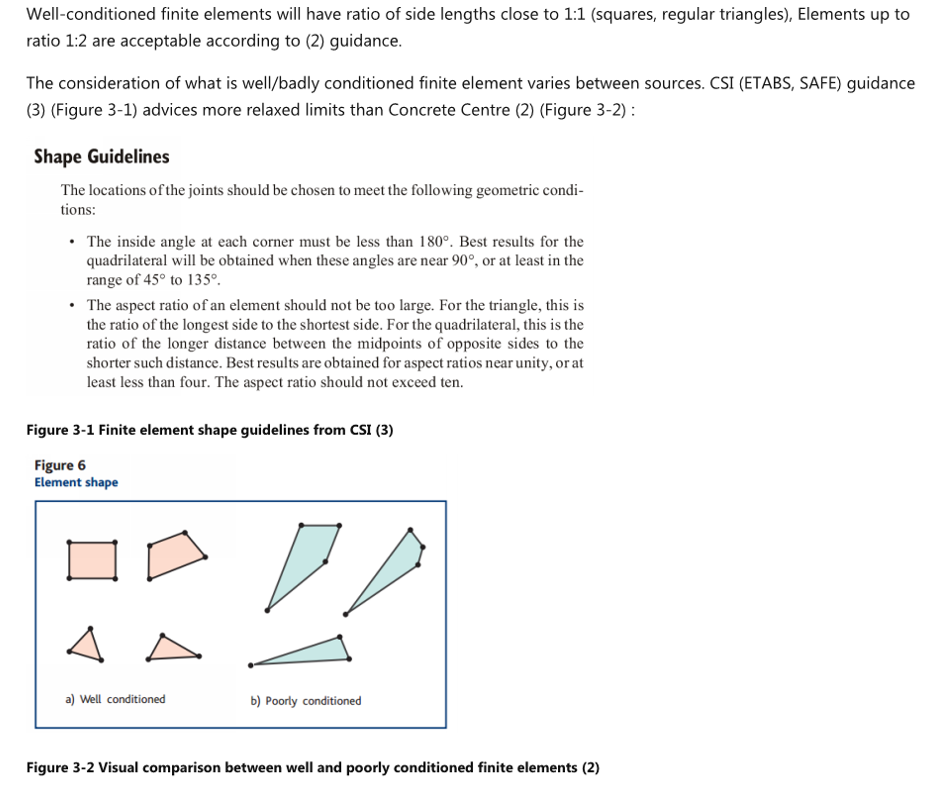 Well-conditioned finite elements will have ratio of side lengths close to 1:1 (squares, regular triangles), Elements up to
ratio 1:2 are acceptable according to (2) guidance.
The consideration of what is well/badly conditioned finite element varies between sources. CSI (ETABS, SAFE) guidance
(3) (Figure 3-1) advices more relaxed limits than Concrete Centre (2) (Figure 3-2) :
Shape Guidelines
The locations of the joints should be chosen to meet the following geometric condi-
tions:
• The inside angle at each corner must be less than 180°. Best results for the
quadrilateral will be obtained when these angles are near 90°, or at least in the
range of 45° to 135°.
• The aspect ratio of an element should not be too large. For the triangle, this is
the ratio of the longest side to the shortest side. For the quadrilateral, this is the
ratio of the longer distance between the midpoints of opposite sides to the
shorter such distance. Best results are obtained for aspect ratios near unity, or at
least less than four. The aspect ratio should not exceed ten.
Figure 3-1 Finite element shape guidelines from CSI (3)
Figure 6
Element shape
a) Well conditioned
b) Poorly conditioned
Figure 3-2 Visual comparison between well and poorly conditioned finite elements (2)